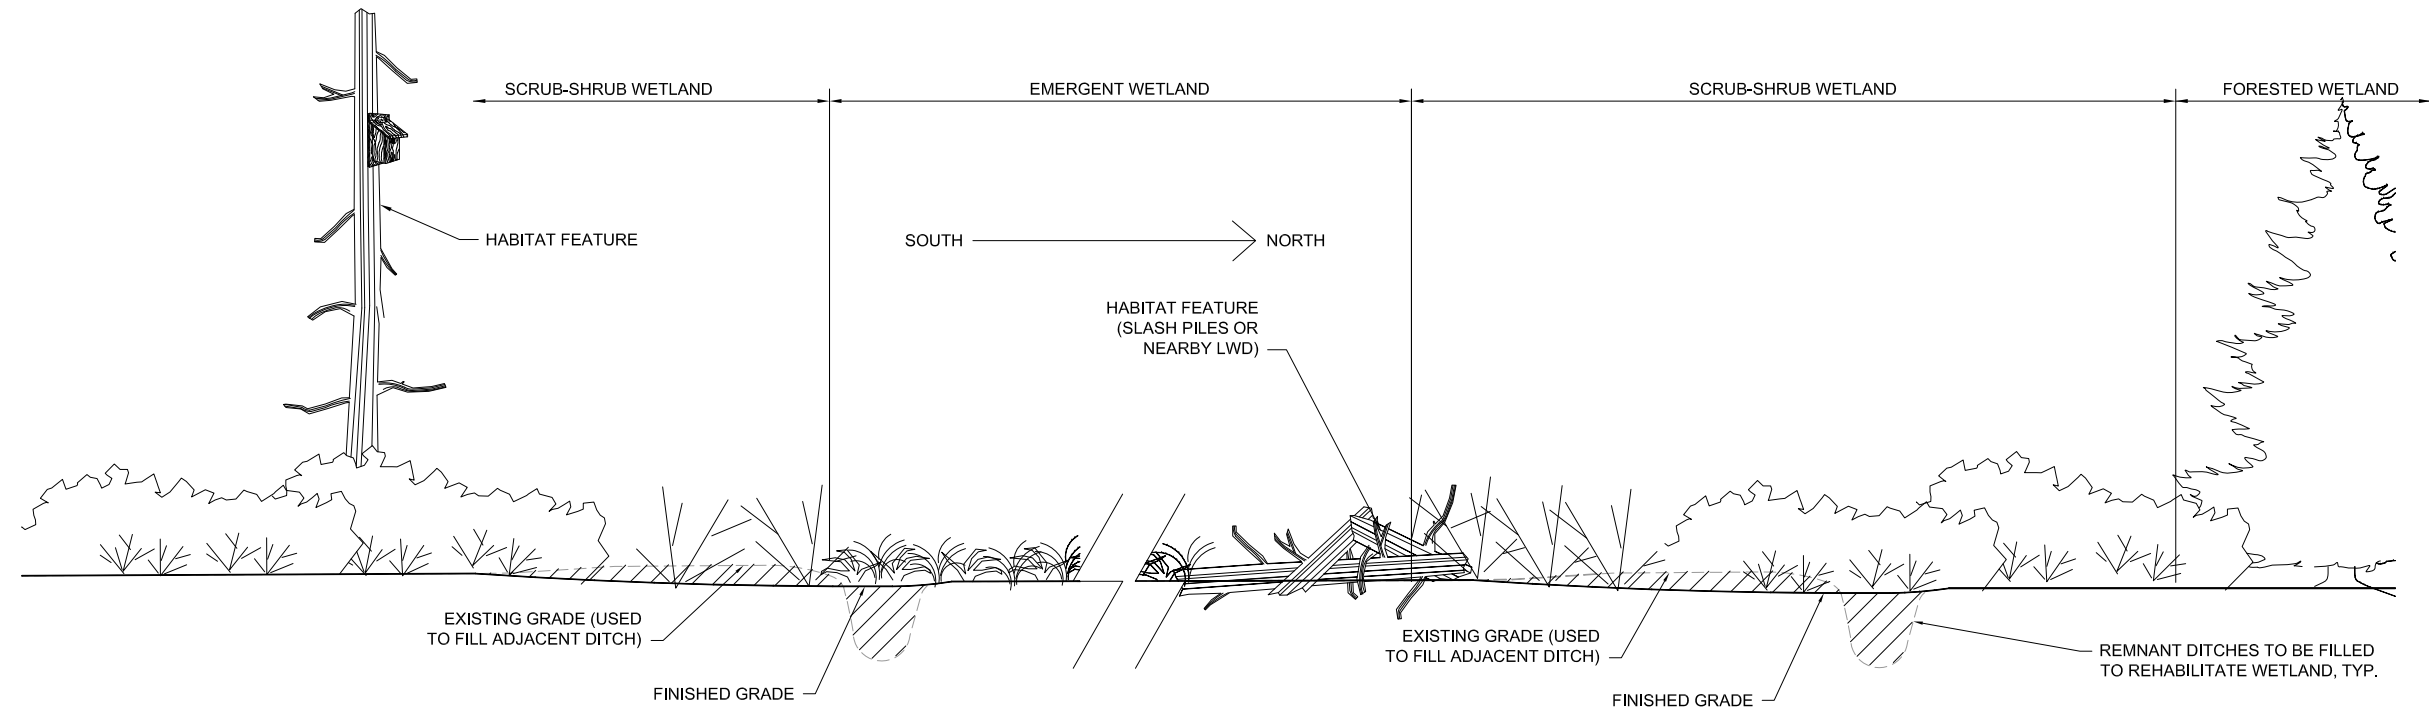 SCRUB-SHRUB WETLAND
EMERGENT WETLAND
SCRUB-SHRUB WETLAND
FORESTED WETLAND
HABITAT FEATURE
SOUTH
NORTH
HABITAT FEATURE
(SLASH PILES OR
NEARBY LWD)
EXISTING GRADE (USED
TO FILL ADJACENT DITCH)
FINISHED GRADE
EXISTING GRADE (USED
TO FILL ADJACENT DITCH)
FINISHED GRADE
REMNANT DITCHES TO BE FILLED
TO REHABILITATE WETLAND, TYP.